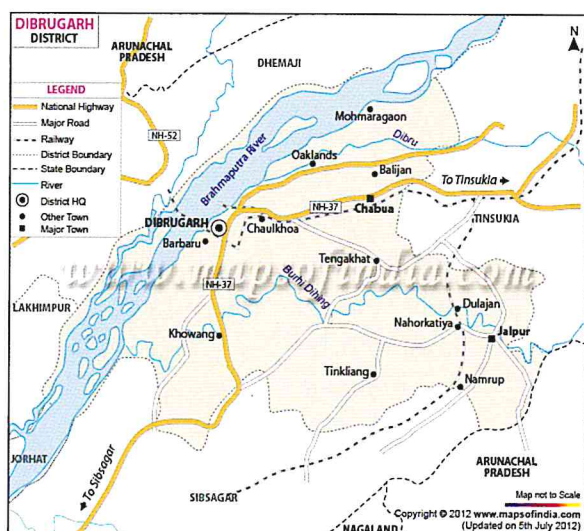 DIBRUGARH
DISTRICT
ARUNACHAL
PRADESH
DHEMAJI
N
LEGEND
National Highway
Major Road
Railway
District Boundary
State Boundary
River
District HQ
Other Town
Major Town
NH-52
Mohmaragaon
Brahmaputra River
Dibru
Oaklands
Balijan
To Tinsukia
NH-37
Chabua
DIBRUGARH
Chaulkhoa
TINSUKIA
Barbaru
Tengakhat
www.mapsofindia.com
NH-37
Burhi Dihing
LAKHIMPUR
Dulajan
Nahorkatiya
Khowang
Jaipur
Tinkliang
Namrup
JORHAT
To Sibsagar
ARUNACHAL
PRADESH
SIBSAGAR
Map not to Scale
Copyright © 2012 www.mapsofindia.com
(Updated on 5th July 2012)
NAGALAND